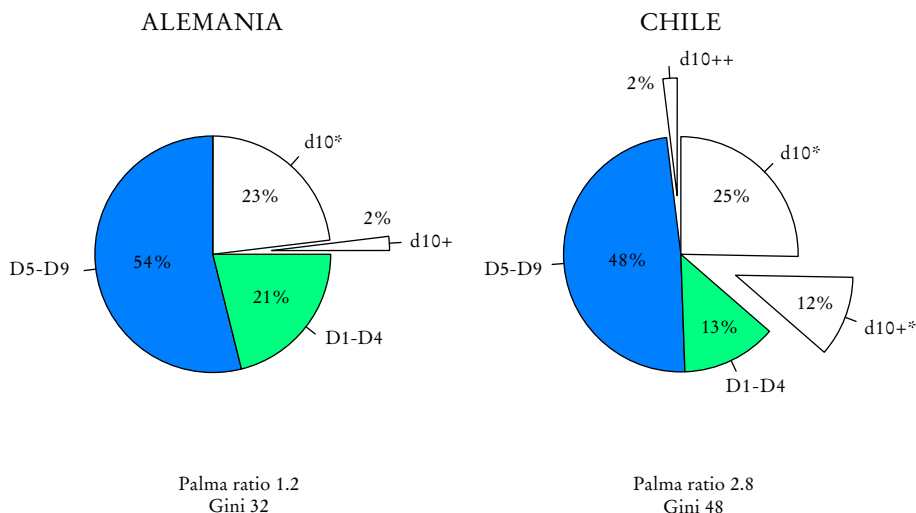 ALEMANIA
d10*
23%
2%
d10+
D5-D9
54%
21%
D1-D4
Palma ratio 1.2
Gini 32
CHILE
d10++
2%
d10*
25%
D5-D9
48%
12%
d10+*
13%
D1-D4
Palma ratio 2.8
Gini 48